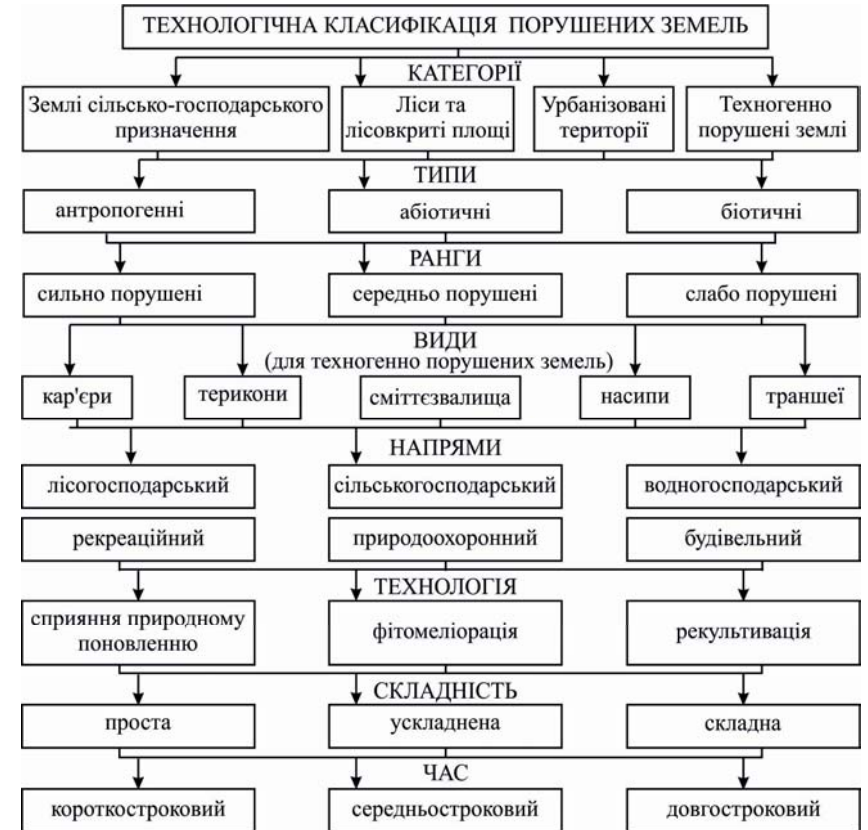 ТЕХНОЛОГІЧНА КЛАСИФІКАЦІЯ ПОРУШЕНИХ ЗЕМЕЛЬ
КАТЕГОРІЇ
Землі сільсько-господарського
призначення
Ліси та
лісовкриті площі
Урбанізовані
території
Техногенно
порушені землі
ТИПИ
антропогенні
абіотичні
біотичні
РАНГИ
сильно порушені
середньо порушені
слабо порушені
ВИДИ
(для техногенно порушених земель)
кар'єри
терикони
сміттєзвалища
насипи
траншеї
НАПРЯМИ
лісогосподарський
сільськогосподарський
водногосподарський
рекреаційний
природоохоронний
будівельний
ТЕХНОЛОГІЯ
сприяння природному
поновленню
фітомеліорація
рекультивація
СКЛАДНІСТЬ
проста
ускладнена
складна
ЧАС
короткостроковий
середньостроковий
довгостроковий